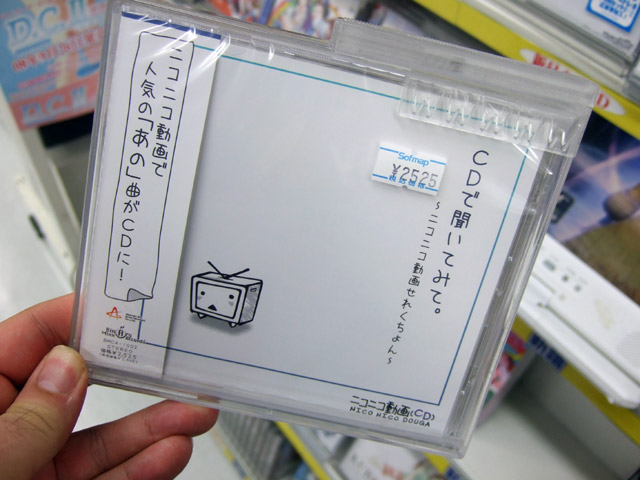 ニコニコ動画で
人気の「あの」曲がCDに！
Sofmap
¥2525
CDで聞いてみて。
～ニコニコ動画せれくちょん～
ニコニコ動画(CD)
NICO NICO DOUGA
STEREO
D.C.II